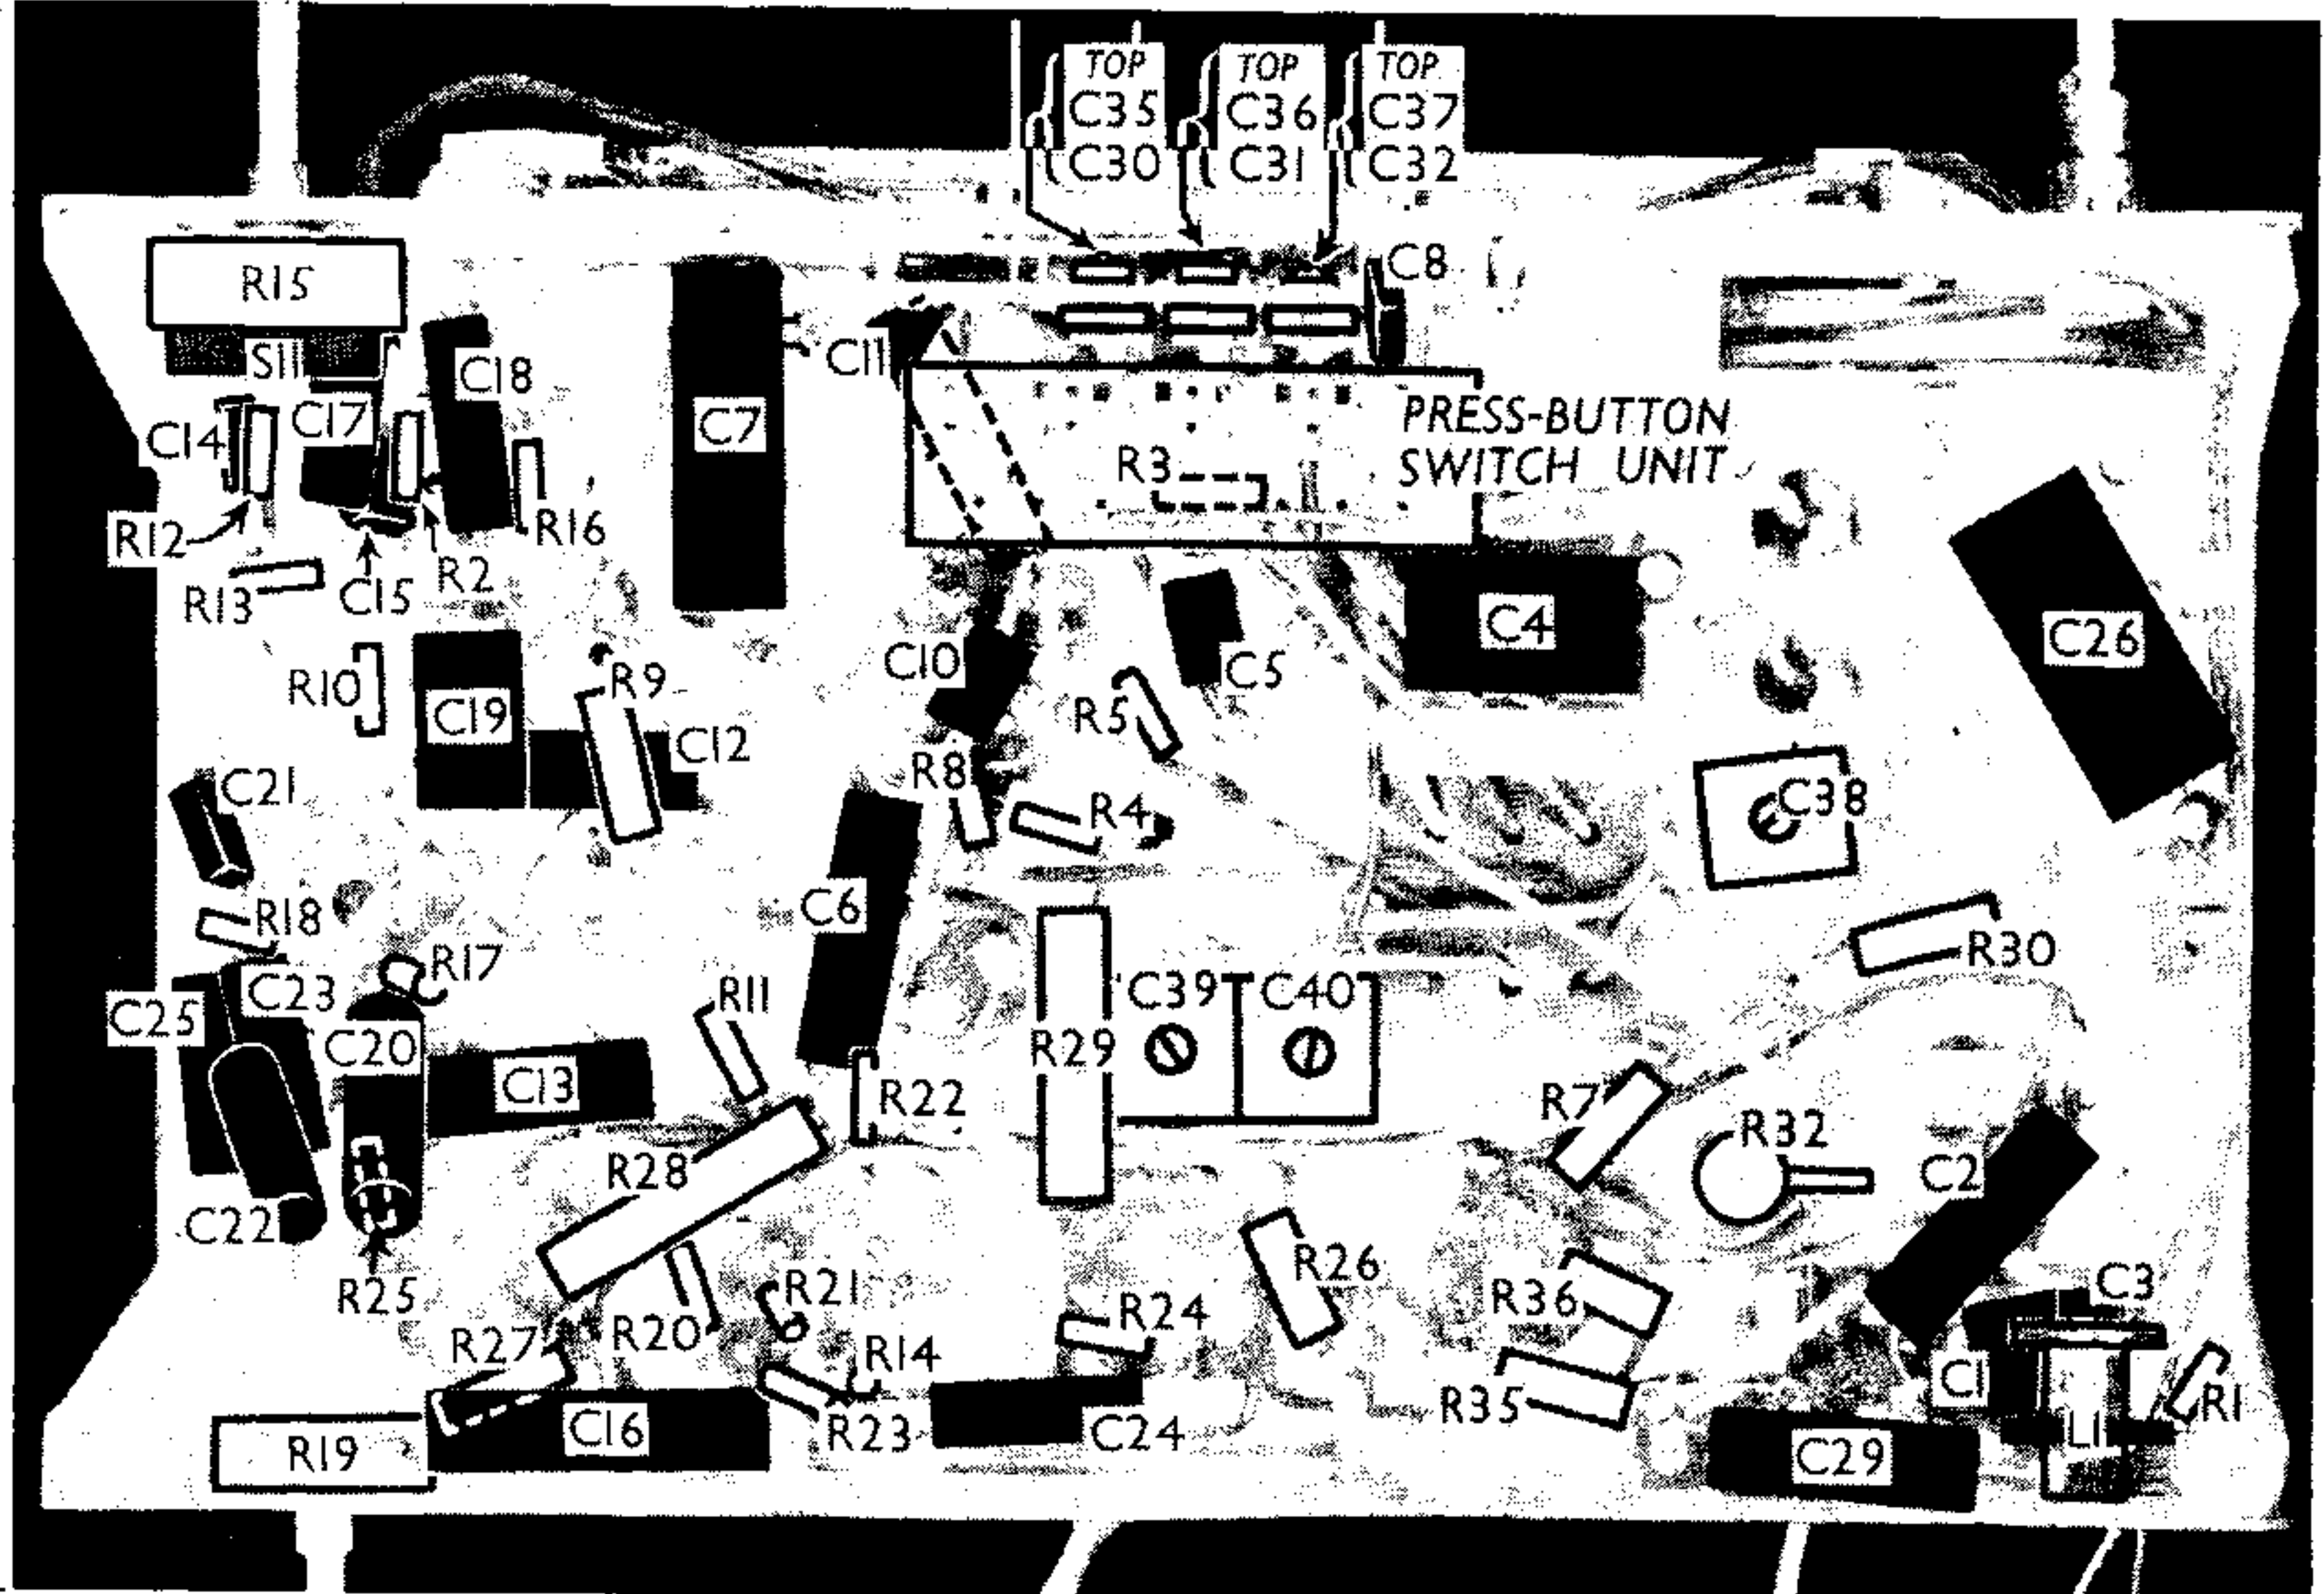 TOP TOP TOP
C35 C36 C37
C30 C31 C32
C8
R15
S11
C18
C11
C17
C14
C7
PRESS-BUTTON
SWITCH UNIT
R3
R12
R16
R2
C15
R13
C4
C26
C10
C5
R10
R9
C19
R5
C12
R8
C21
R4
C38
C6
R18
R17
R30
C23
R11
C39
C40
C25
C20
R29
C13
R22
R7
R32
R28
C2
C22
R25
R21
R26
C3
R36
R20
R24
R27
R14
C1
R1
R35
R23
C16
C24
L1
R19
C29